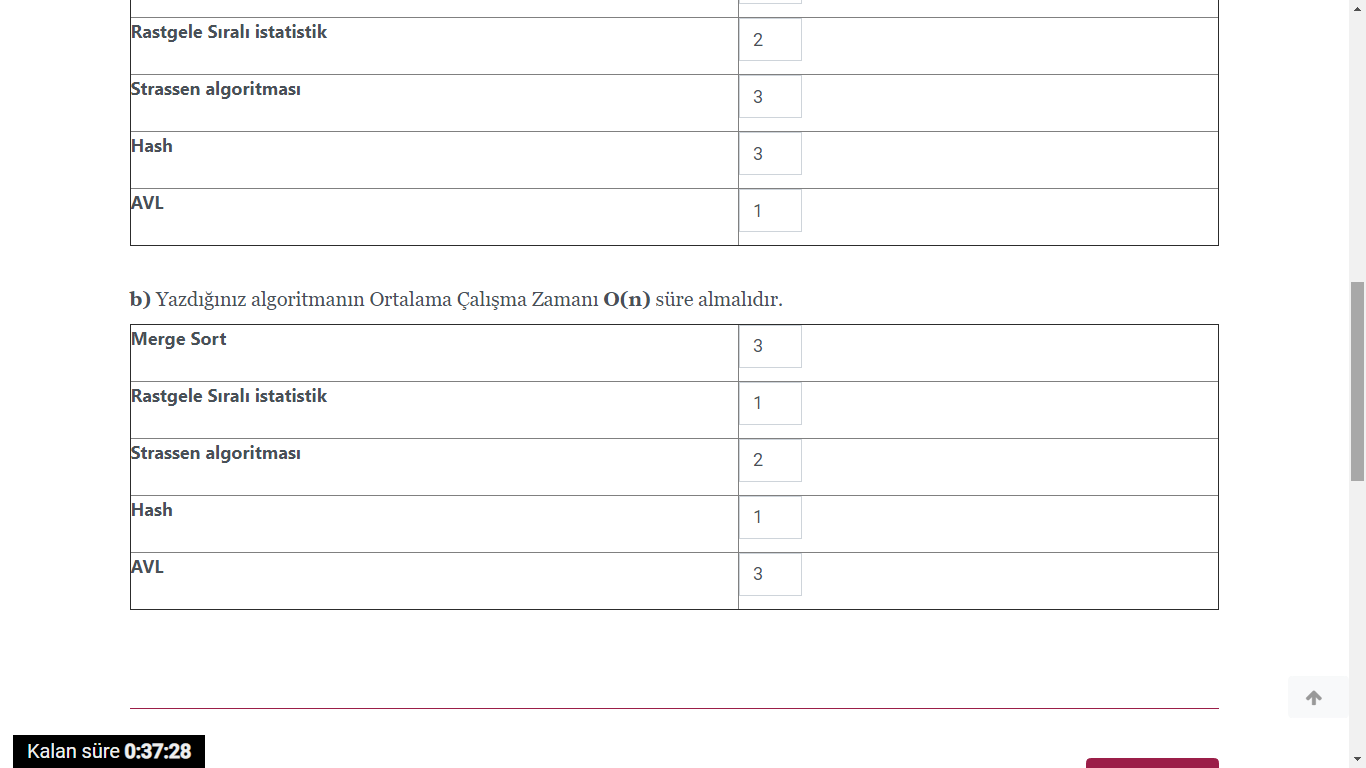 Rastgele Sıralı istatistik
2
Strassen algoritması
3
Hash
3
AVL
1
b) Yazdığınız algoritmanın Ortalama Çalışma Zamanı O(n) süre almalıdır.
Merge Sort
3
Rastgele Sıralı istatistik
1
Strassen algoritması
2
Hash
1
AVL
3
Kalan süre 0:37:28